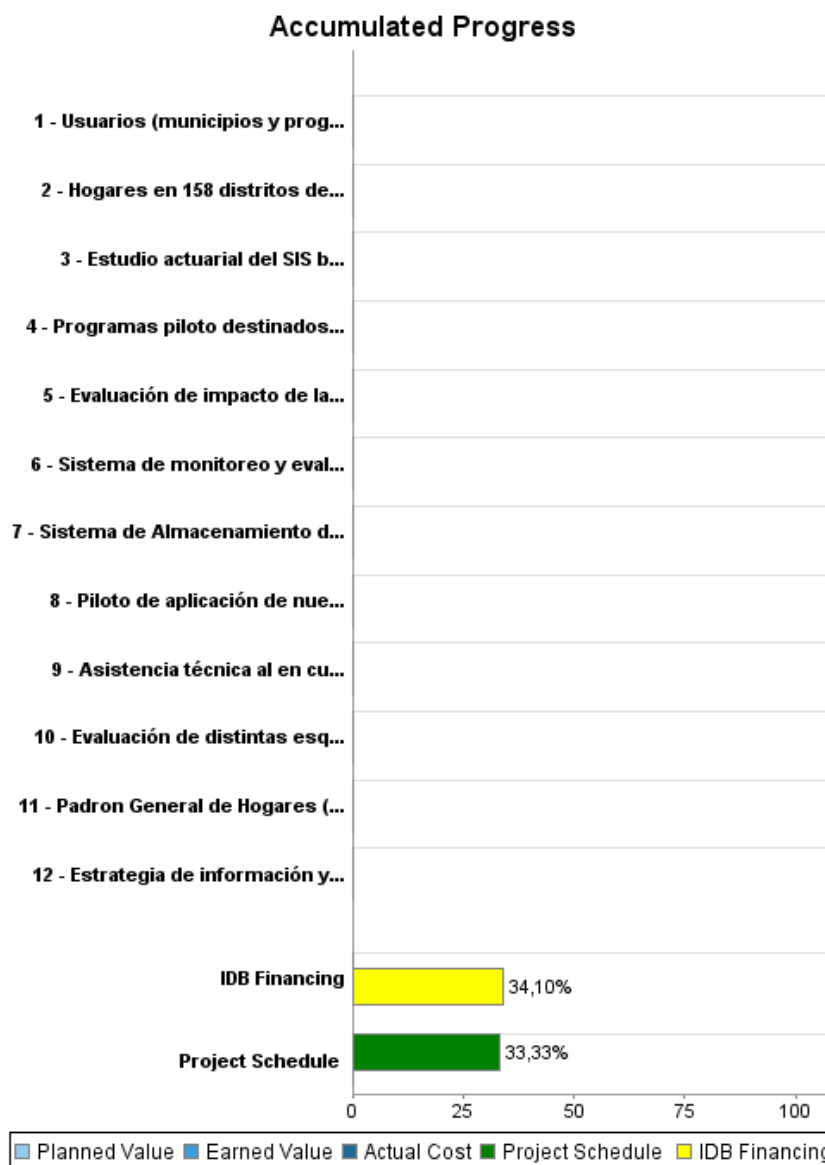 Accumulated Progress
1 - Usuarios (municipios y prog...
2 - Hogares en 158 distritos de...
3 - Estudio actuarial del SIS b...
4 - Programas piloto destinados...
5 - Evaluación de impacto de la...
6 - Sistema de monitoreo y eval...
7 - Sistema de Almacenamiento d...
8 - Piloto de aplicación de nue...
9 - Asistencia técnica al en cu...
10 - Evaluación de distintas esq...
11 - Padron General de Hogares (...
12 - Estrategia de información y...
IDB Financing 34,10%
Project Schedule 33,33%
0 25 50 75 100
Planned Value Earned Value Actual Cost Project Schedule IDB Financing